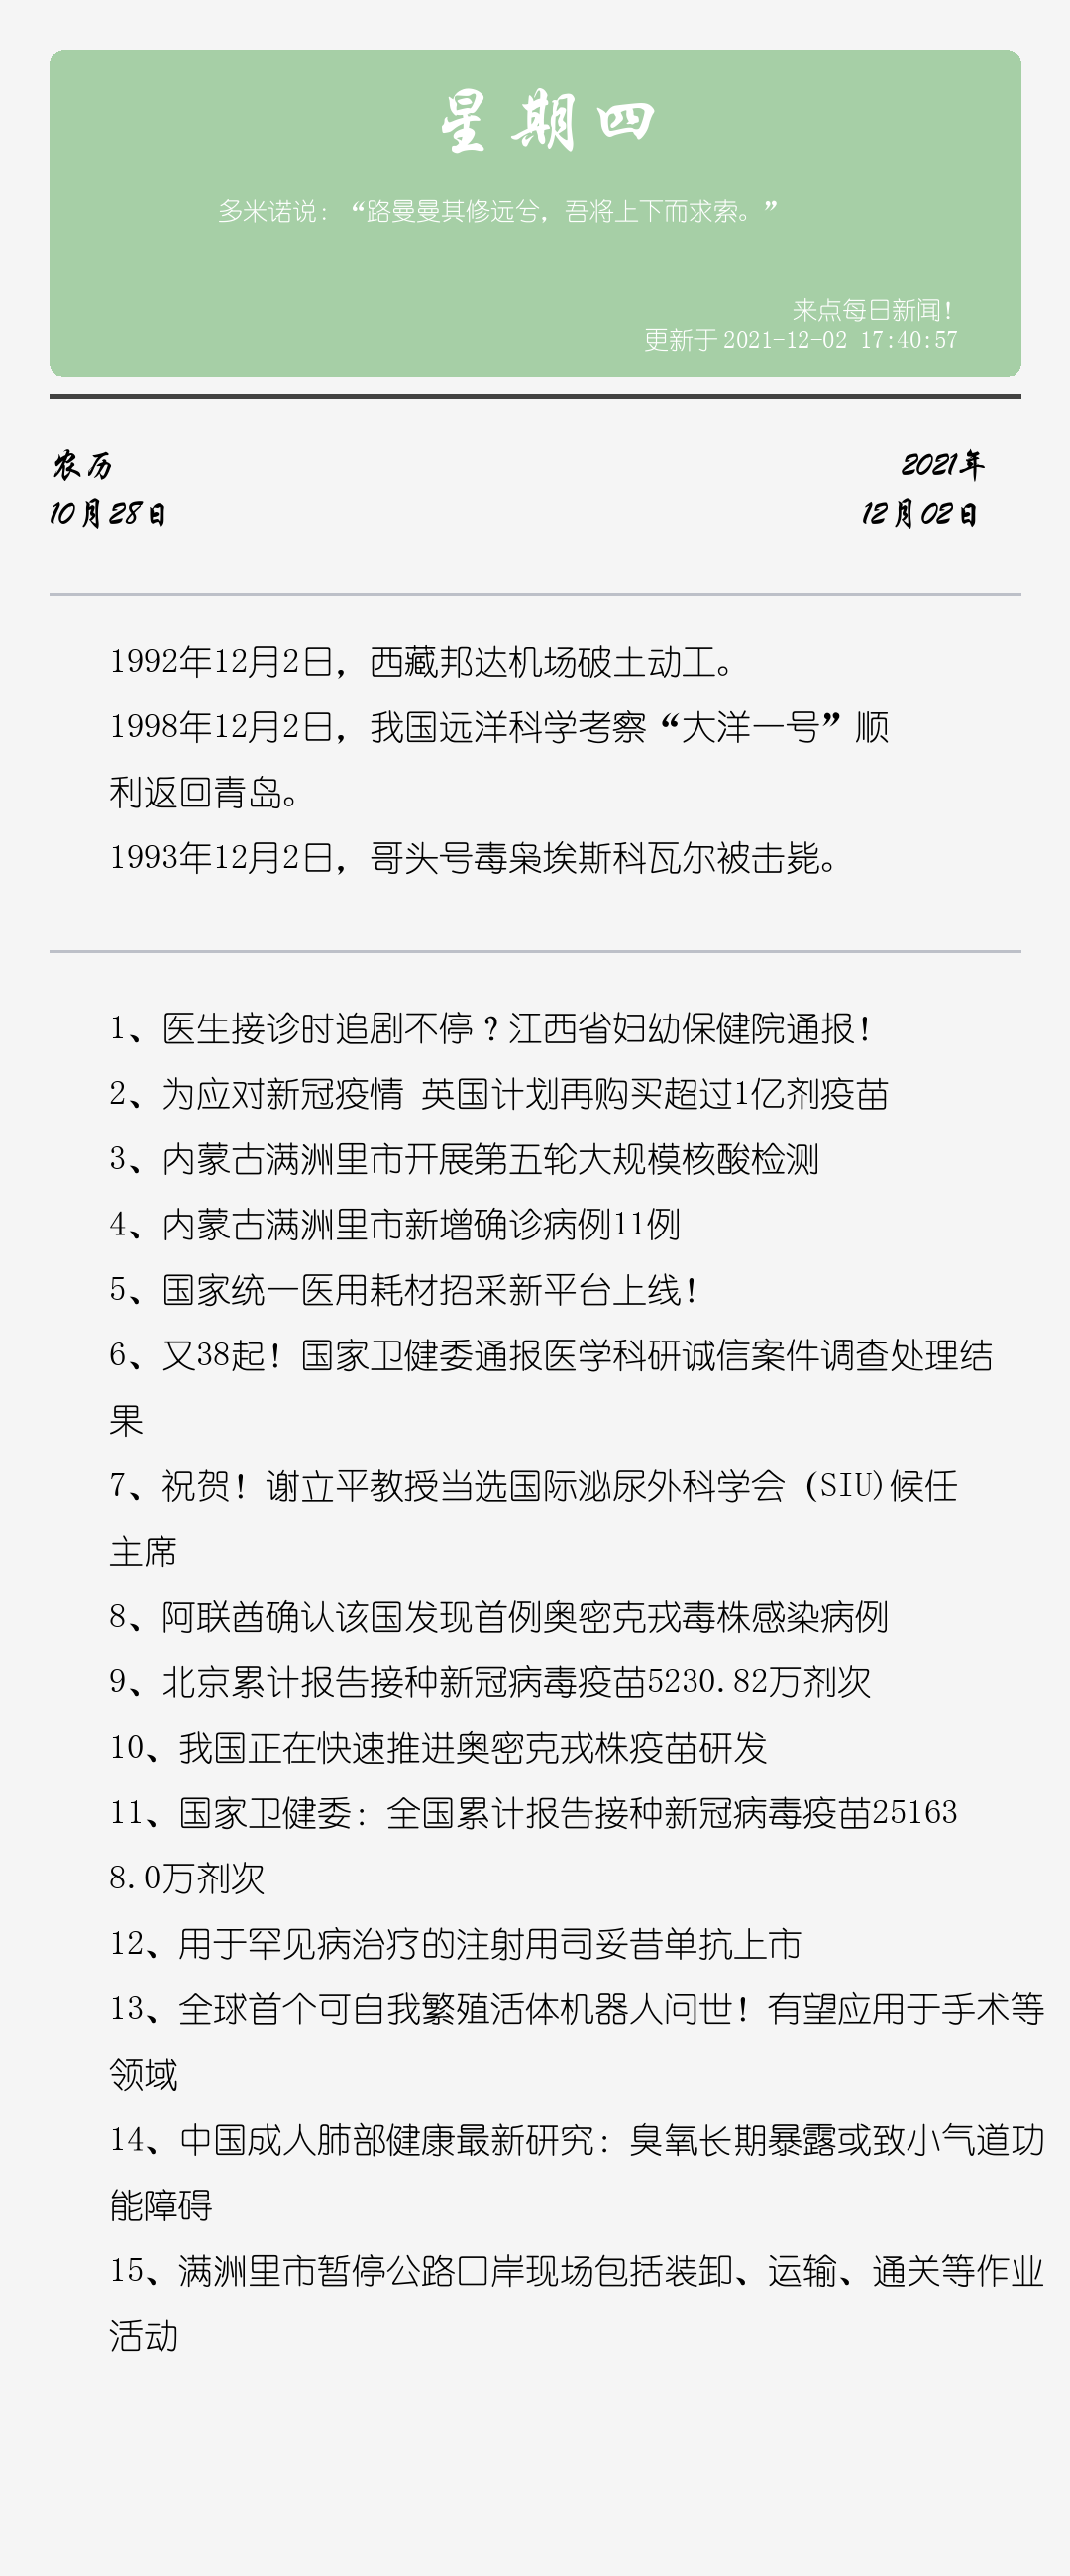 星期四
多米诺说：“路曼曼其修远兮，吾将上下而求索。”
来点每日新闻！
更新于 2021-12-02 17:40:57
农历
2021年
10月28日
12月02日
1992年12月2日，西藏邦达机场破土动工。
1998年12月2日，我国远洋科学考察“大洋一号”顺
利返回青岛。
1993年12月2日，哥头号毒枭埃斯科瓦尔被击毙。
1、医生接诊时追剧不停？江西省妇幼保健院通报！
2、为应对新冠疫情 英国计划再购买超过1亿剂疫苗
3、内蒙古满洲里市开展第五轮大规模核酸检测
4、内蒙古满洲里市新增确诊病例11例
5、国家统一医用耗材招采新平台上线！
6、又38起！国家卫健委通报医学科研诚信案件调查处理结
果
7、祝贺！谢立平教授当选国际泌尿外科学会（SIU)候任
主席
8、阿联酋确认该国发现首例奥密克戎毒株感染病例
9、北京累计报告接种新冠病毒疫苗5230.82万剂次
10、我国正在快速推进奥密克戎株疫苗研发
11、国家卫健委：全国累计报告接种新冠病毒疫苗25163
8.0万剂次
12、用于罕见病治疗的注射用司妥昔单抗上市
13、全球首个可自我繁殖活体机器人问世！有望应用于手术等
领域
14、中国成人肺部健康最新研究：臭氧长期暴露或致小气道功
能障碍
15、满洲里市暂停公路口岸现场包括装卸、运输、通关等作业
活动